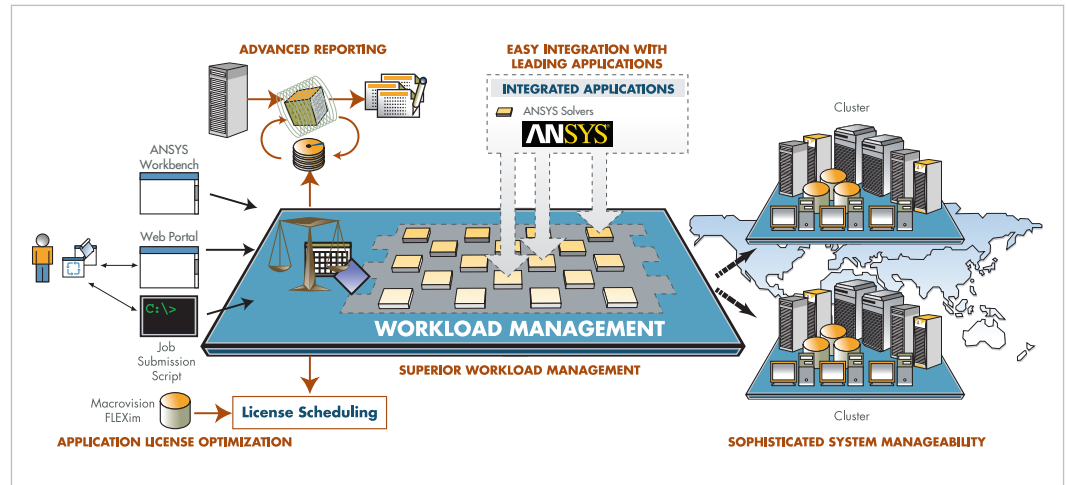 ADVANCED REPORTING
EASY INTEGRATION WITH
LEADING APPLICATIONS
INTEGRATED APPLICATIONS
ANSYS Solvers
ANSYS®
ANSYS
Workbench
Web Portal
C:\>
Job
Submission
Script
WORKLOAD MANAGEMENT
SUPERIOR WORKLOAD MANAGEMENT
Macrovision
FLEXim
License Scheduling
APPLICATION LICENSE OPTIMIZATION
Cluster
Cluster
SOPHISTICATED SYSTEM MANAGEABILITY